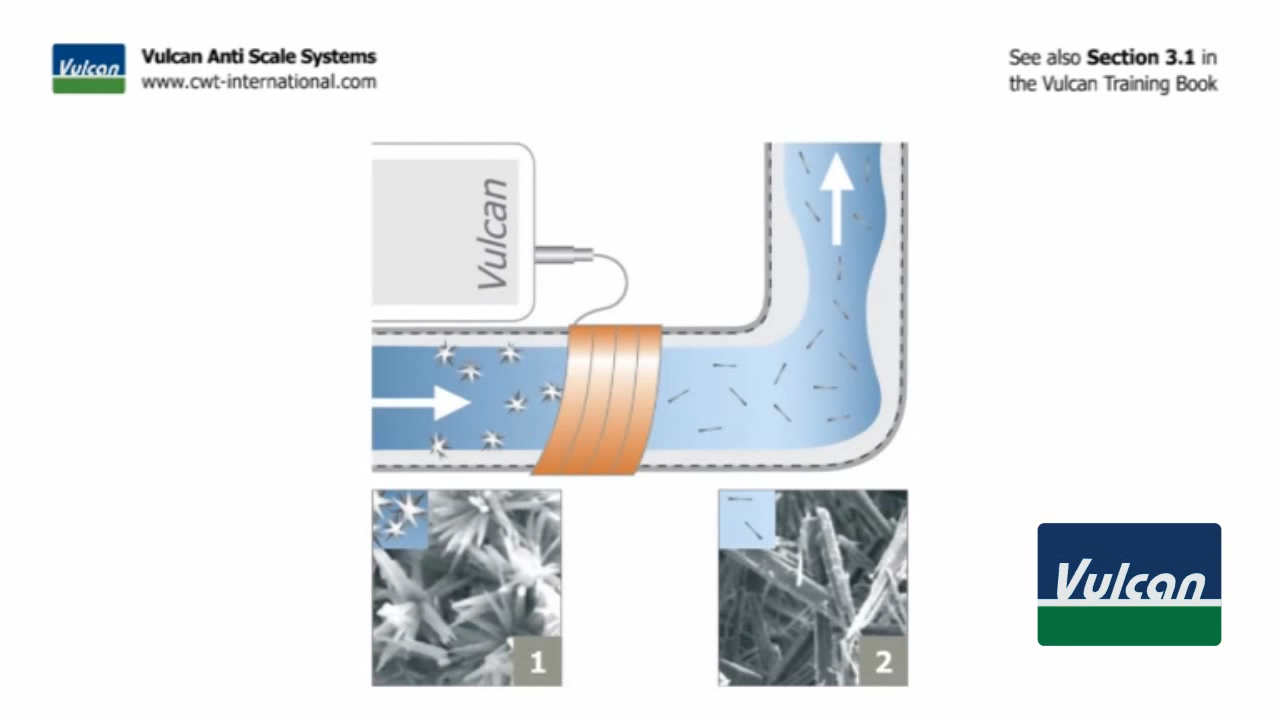 Vulcan
Vulcan Anti Scale Systems
www.cwt-international.com
See also Section 3.1 in
the Vulcan Training Book
Vulcan
1
2
Vulcan